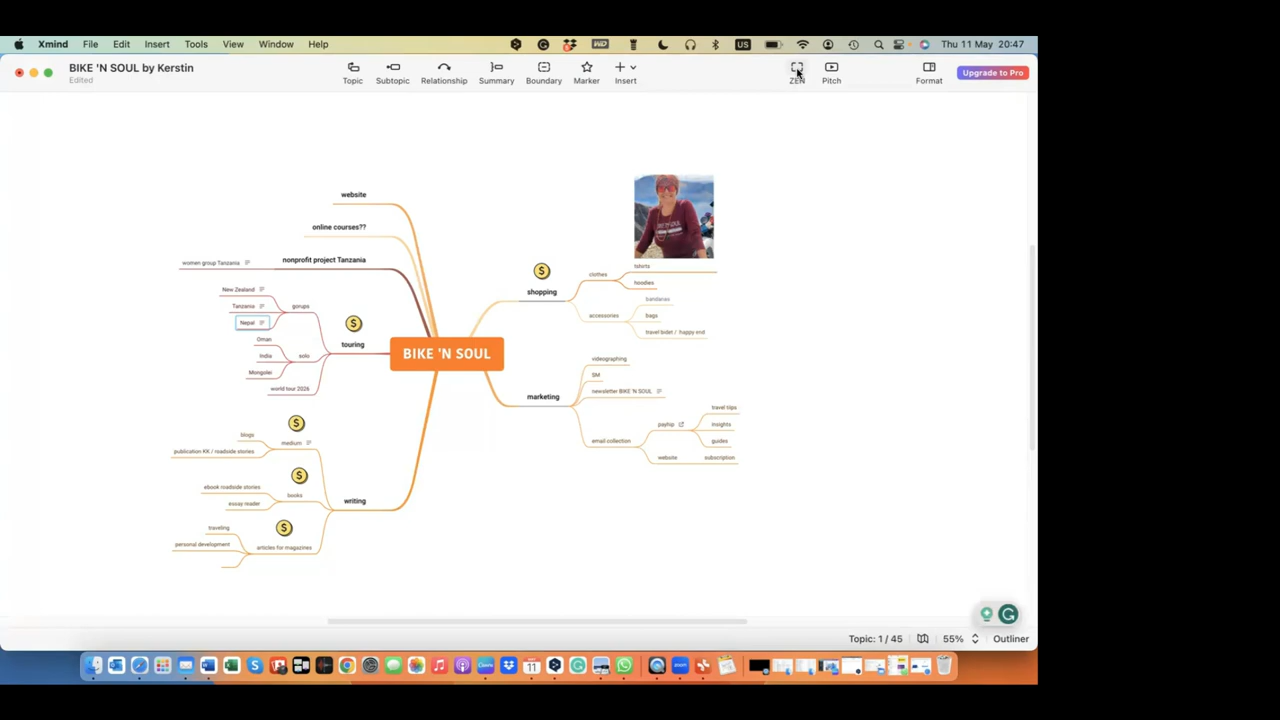 Xmind File Edit Insert Tools View Window Help
WD US Thu 11 May 20:47
BIKE 'N SOUL by Kerstin
Edited
Topic Subtopic Relationship Summary Boundary Marker Insert ZEN Pitch Format Upgrade to Pro
website
online courses??
nonprofit project Tanzania
women group Tanzania
New Zealand
Tanzania
Nepal
gorups
touring
Oman
India
Mongolei
solo
world tour 2026
blogs
publication KK / roadside stories
medium
ebook roadside stories
essay reader
books
writing
traveling
personal development
articles for magazines
BIKE 'N SOUL
shopping
clothes
tshirts
hoodies
accessories
bandanas
bags
travel bidet / happy end
marketing
videographing
SM
newsletter BIKE 'N SOUL
email collection
payhip
travel tips
insights
guides
website
subscription
Topic: 1 / 45 55% Outliner